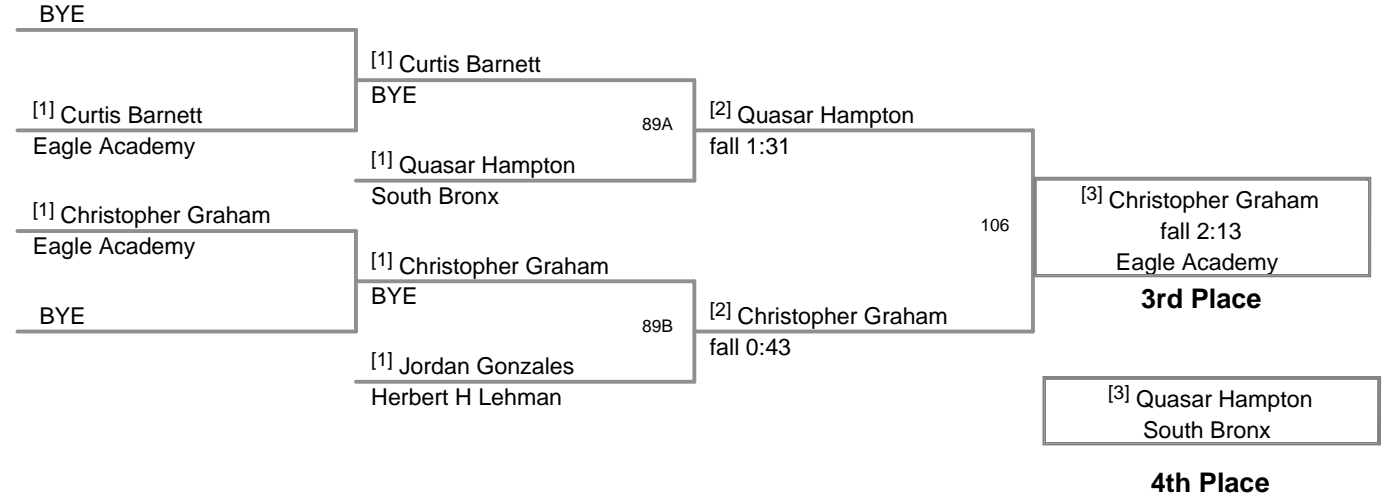 BYE
[1] Curtis Barnett
Eagle Academy
[1] Christopher Graham
Eagle Academy
BYE
[1] Curtis Barnett
BYE
89A
[1] Quasar Hampton
South Bronx
[1] Christopher Graham
BYE
89B
[1] Jordan Gonzales
Herbert H Lehman
[2] Quasar Hampton
fall 1:31
106
[2] Christopher Graham
fall 0:43
[3] Christopher Graham
fall 2:13
Eagle Academy
3rd Place
[3] Quasar Hampton
South Bronx
4th Place